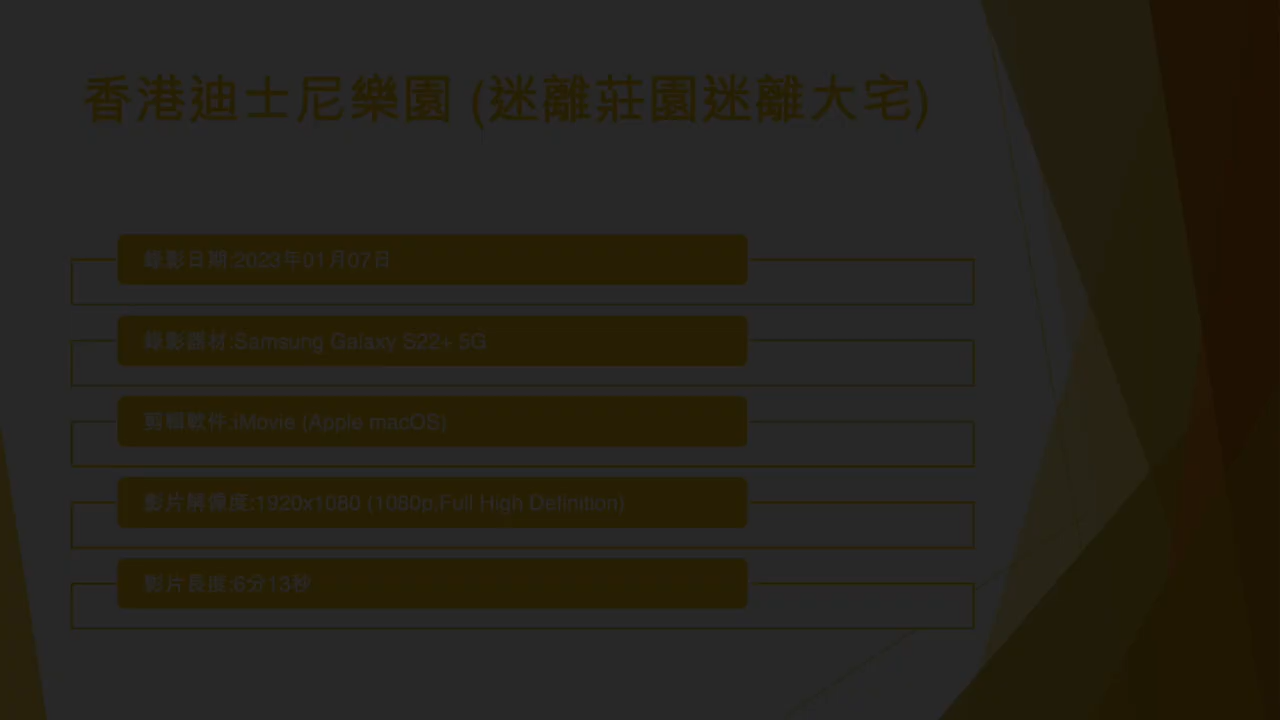 香港迪士尼樂園 (迷離莊園迷離大宅)
錄影日期:2023年01月07日
錄影器材:Samsung Galaxy S22+ 5G
剪輯軟件:iMovie (Apple macOS)
影片解像度:1920x1080 (1080p,Full High Definition)
影片長度:6分13秒